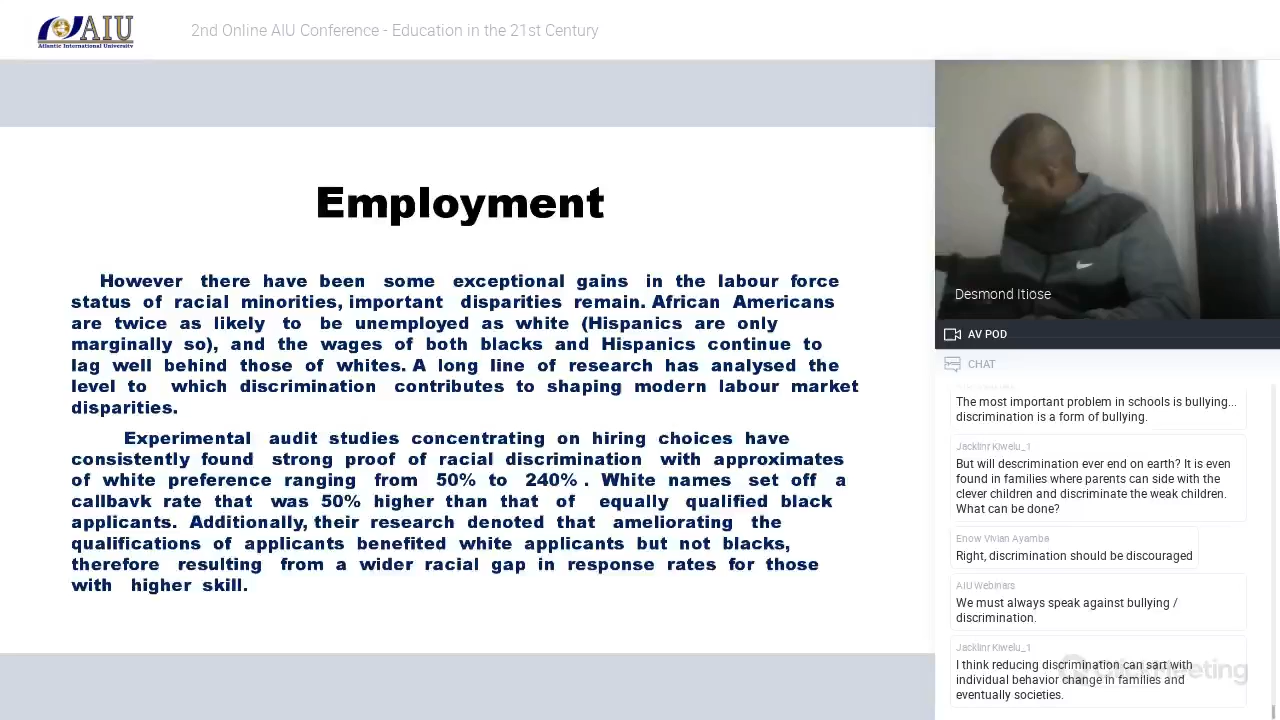 AIU
Atlantic International University
2nd Online AIU Conference - Education in the 21st Century
Employment
However there have been some exceptional gains in the labour force
status of racial minorities, important disparities remain. African Americans
are twice as likely to be unemployed as white (Hispanics are only
marginally so), and the wages of both blacks and Hispanics continue to
lag well behind those of whites. A long line of research has analysed the
level to which discrimination contributes to shaping modern labour market
disparities.
Experimental audit studies concentrating on hiring choices have
consistently found strong proof of racial discrimination with approximates
of white preference ranging from 50% to 240% . White names set off a
callbavk rate that was 50% higher than that of equally qualified black
applicants. Additionally, their research denoted that ameliorating the
qualifications of applicants benefited white applicants but not blacks,
therefore resulting from a wider racial gap in response rates for those
with higher skill.
Desmond Itiose
AV POD
CHAT
The most important problem in schools is bullying...
discrimination is a form of bullying.
Jacklinr Kiwelu_1
But will descrimination ever end on earth? It is even
found in families where parents can side with the
clever children and discriminate the weak children.
What can be done?
Enow Vivian Ayamba
Right, discrimination should be discouraged
AIU Webinars
We must always speak against bullying /
discrimination.
Jacklinr Kiwelu_1
I think reducing discrimination can sart with
individual behavior change in families and
eventually societies.
ClickMeeting